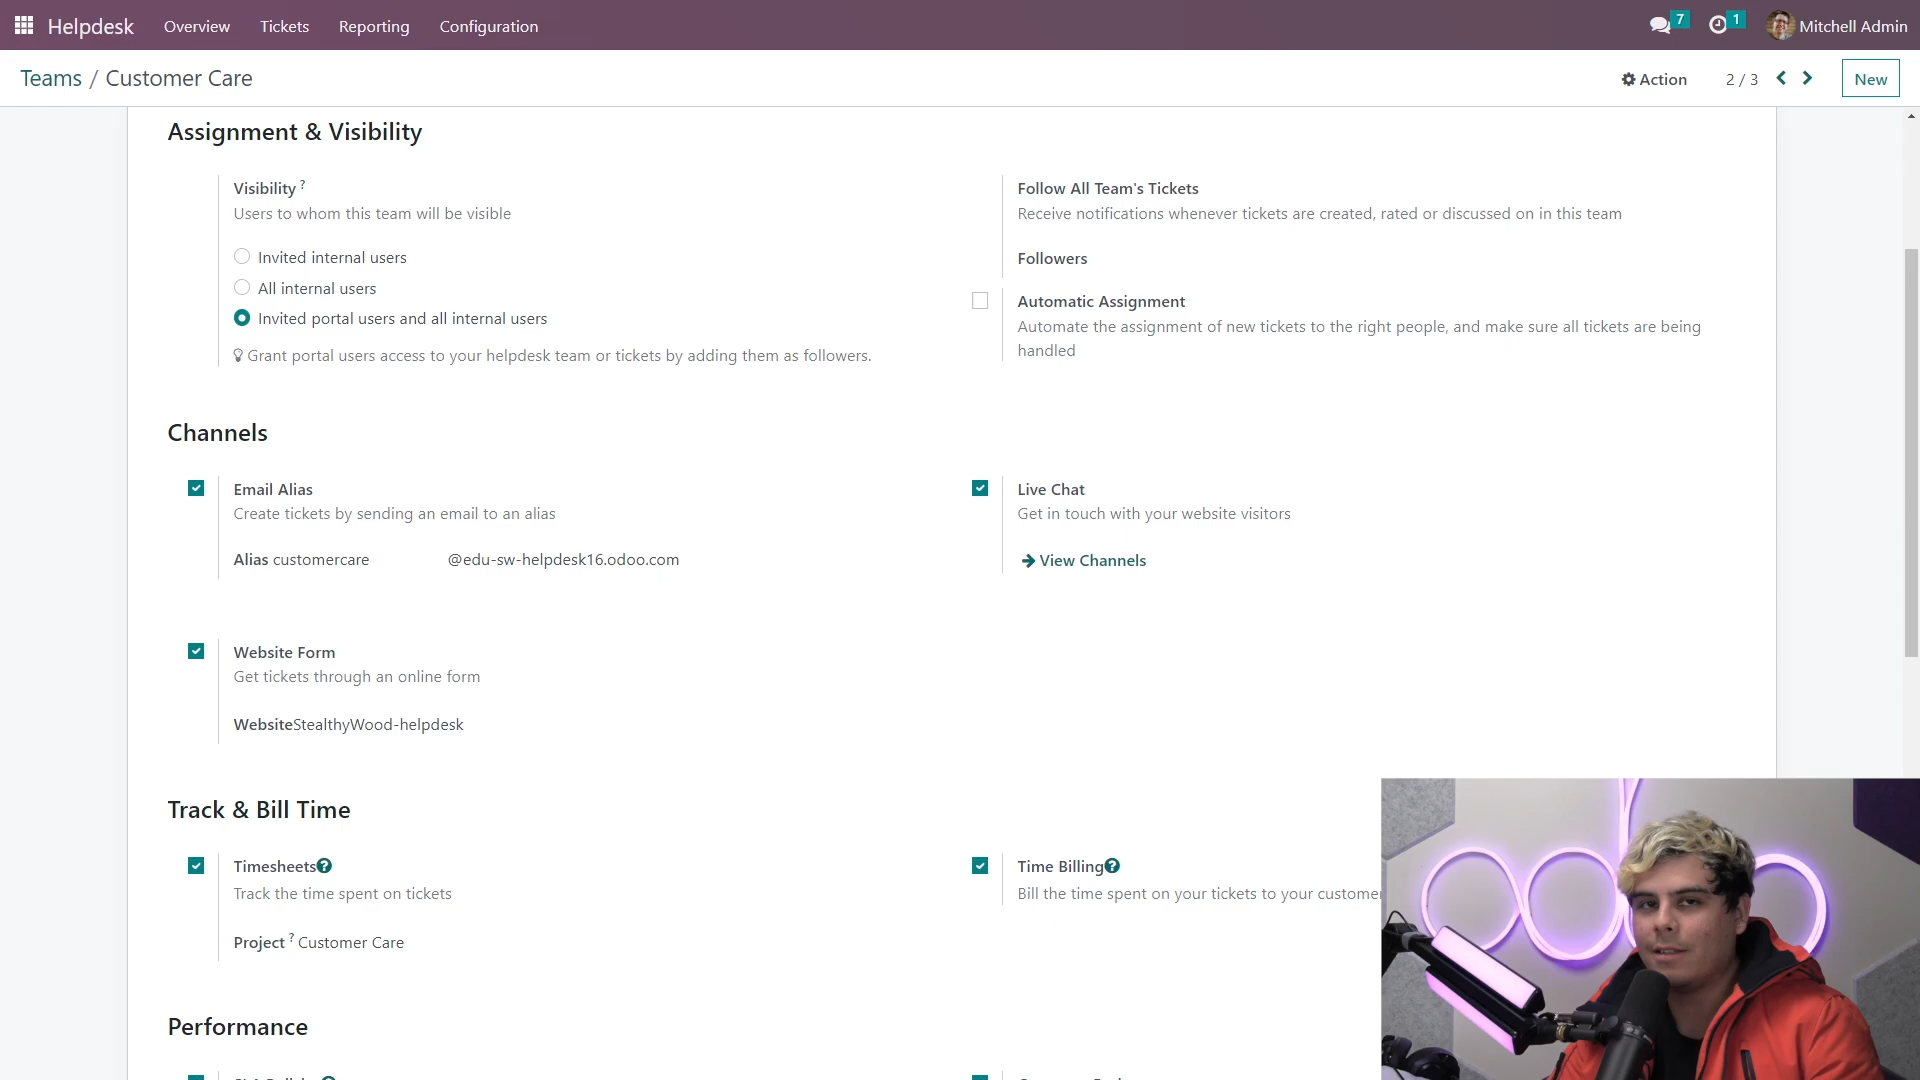 Helpdesk Overview Tickets Reporting Configuration 7 1 Mitchell Admin
Teams / Customer Care Action 2 / 3 New
Assignment & Visibility
Visibility ?
Users to whom this team will be visible
Invited internal users
All internal users
Invited portal users and all internal users
Grant portal users access to your helpdesk team or tickets by adding them as followers.
Follow All Team's Tickets
Receive notifications whenever tickets are created, rated or discussed on in this team
Followers
Automatic Assignment
Automate the assignment of new tickets to the right people, and make sure all tickets are being
handled
Channels
Email Alias
Create tickets by sending an email to an alias
Alias customercare @edu-sw-helpdesk16.odoo.com
Live Chat
Get in touch with your website visitors
View Channels
Website Form
Get tickets through an online form
WebsiteStealthyWood-helpdesk
Track & Bill Time
Timesheets?
Track the time spent on tickets
Project ? Customer Care
Time Billing?
Bill the time spent on your tickets to your
odoo
Performance